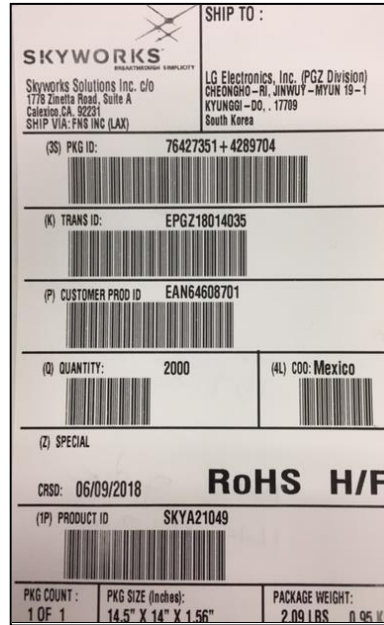 SKYWORKS
BREAKTHROUGH SIMPLICITY
Skyworks Solutions Inc. c/o
1778 Zinetta Road, Suite A
Calexico, CA. 92231
SHIP VIA: FNS INC (LAX)
SHIP TO :
LG Electronics, Inc. (PGZ Division)
CHEONGHO-RI, JINWUY-MYUN 19-1
KYUNGGI-DO, . 17709
South Korea
(3S) PKG ID: 76427351+4289704
(K) TRANS ID: EPGZ18014035
(P) CUSTOMER PROD ID EAN64608701
(Q) QUANTITY: 2000
(4L) COO: Mexico
(Z) SPECIAL
CRSD: 06/09/2018 RoHS H/F
(1P) PRODUCT ID SKYA21049
PKG COUNT :
1 OF 1
PKG SIZE (Inches):
14.5" X 14" X 1.56"
PACKAGE WEIGHT:
2.09 LBS 0.95 K